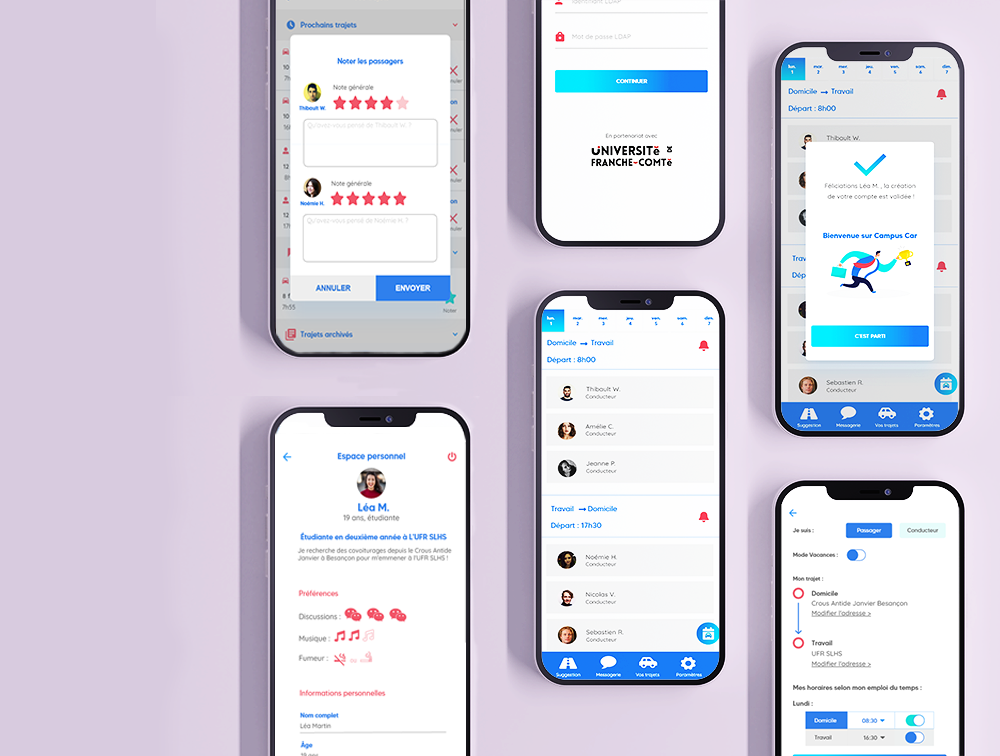 Prochains trajets
Noter les passagers
Note générale
Thibault W.
Qu'avez-vous pensé de Thibault W. ?
Note générale
Noémie H.
Qu'avez-vous pensé de Noémie H. ?
ANNULER
ENVOYER
7h55
Noter
Trajets archivés
Identifiant LDAP
Mot de passe LDAP
CONTINUER
En partenariat avec
UNIVERSITĕ
FRANCHE-COMTĕ
lun. mar. mer. jeu. ven. sam. dim.
1 2 3 4 5 6 7
Domicile → Travail
Départ : 8h00
Thibault W.
Félicitations Léa M., la création
de votre compte est validée !
Bienvenue sur Campus Car
C'EST PARTI
Sebastien R.
Conducteur
Suggestion
Messagerie
Vos trajets
Paramètres
Espace personnel
Léa M.
19 ans, étudiante
Étudiante en deuxième année à L'UFR SLHS
Je recherche des covoiturages depuis le Crous Antide
Janvier à Besançon pour m'emmener à l'UFR SLHS !
Préférences
Discussions :
Musique :
Fumeur :
Informations personnelles
Nom complet
Léa Martin
Âge
19 ans
lun. mar. mer. jeu. ven. sam. dim.
1 2 3 4 5 6 7
Domicile → Travail
Départ : 8h00
Thibault W.
Conducteur
Amélie C.
Conducteur
Jeanne P.
Conducteur
Travail → Domicile
Départ : 17h30
Noémie H.
Conducteur
Nicolas V.
Conducteur
Sebastien R.
Conducteur
Suggestion
Messagerie
Vos trajets
Paramètres
Je suis :
Passager
Conducteur
Mode Vacances :
Mon trajet :
Domicile
Crous Antide Janvier Besançon
Modifier l'adresse >
Travail
UFR SLHS
Modifier l'adresse >
Mes horaires selon mon emploi du temps :
Lundi :
Domicile 08:30
Travail 16:30